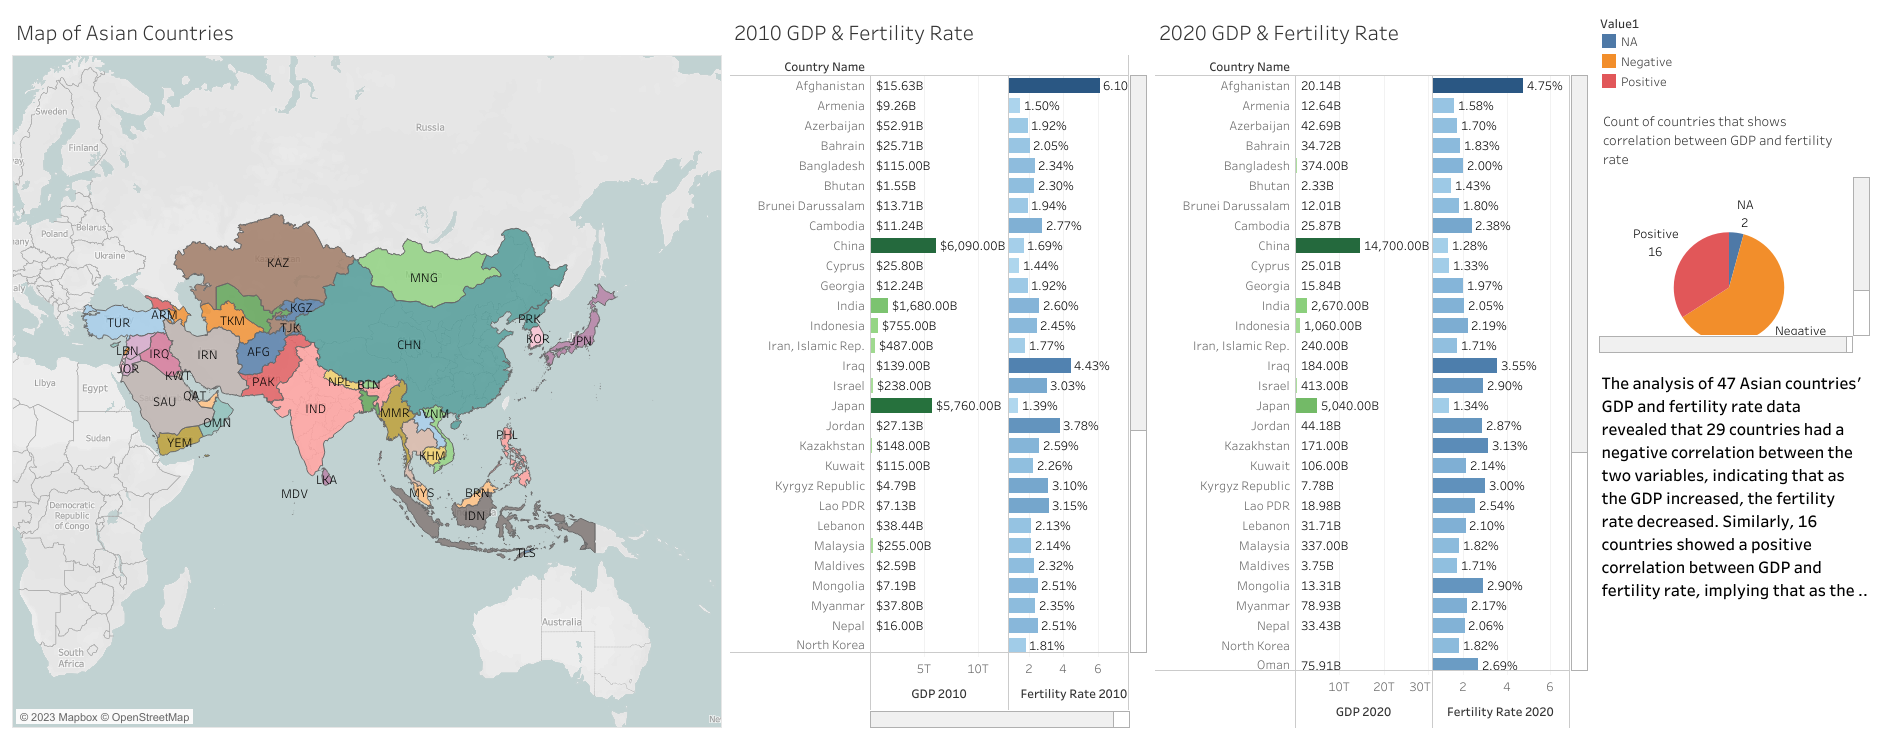 Map of Asian Countries
Sweden
Finland
Russia
Poland
Belarus
Ukraine
Libya
Egypt
Sudan
Democratic
Republic
of Congo
South
Africa
Australia
KAZ
MNG
KGZ
TKM
TJK
TUR
ARM
LBN
IRQ
IRN
AFG
JOR
KWT
PAK
SAU
QAT
OMN
YEM
NPL
BTN
IND
CHN
PRK
KOR
JPN
MMR
VNM
PHL
KHM
LKA
MDV
MYS
BRN
IDN
TLS
© 2023 Mapbox © OpenStreetMap
2010 GDP & Fertility Rate
Country Name
Afghanistan $15.63B 6.10
Armenia $9.26B 1.50%
Azerbaijan $52.91B 1.92%
Bahrain $25.71B 2.05%
Bangladesh $115.00B 2.34%
Bhutan $1.55B 2.30%
Brunei Darussalam $13.71B 1.94%
Cambodia $11.24B 2.77%
China $6,090.00B 1.69%
Cyprus $25.80B 1.44%
Georgia $12.24B 1.92%
India $1,680.00B 2.60%
Indonesia $755.00B 2.45%
Iran, Islamic Rep. $487.00B 1.77%
Iraq $139.00B 4.43%
Israel $238.00B 3.03%
Japan $5,760.00B 1.39%
Jordan $27.13B 3.78%
Kazakhstan $148.00B 2.59%
Kuwait $115.00B 2.26%
Kyrgyz Republic $4.79B 3.10%
Lao PDR $7.13B 3.15%
Lebanon $38.44B 2.13%
Malaysia $255.00B 2.14%
Maldives $2.59B 2.32%
Mongolia $7.19B 2.51%
Myanmar $37.80B 2.35%
Nepal $16.00B 2.51%
North Korea 1.81%
5T 10T 2 4 6
GDP 2010 Fertility Rate 2010
2020 GDP & Fertility Rate
Country Name
Afghanistan 20.14B 4.75%
Armenia 12.64B 1.58%
Azerbaijan 42.69B 1.70%
Bahrain 34.72B 1.83%
Bangladesh 374.00B 2.00%
Bhutan 2.33B 1.43%
Brunei Darussalam 12.01B 1.80%
Cambodia 25.87B 2.38%
China 14,700.00B 1.28%
Cyprus 25.01B 1.33%
Georgia 15.84B 1.97%
India 2,670.00B 2.05%
Indonesia 1,060.00B 2.19%
Iran, Islamic Rep. 240.00B 1.71%
Iraq 184.00B 3.55%
Israel 413.00B 2.90%
Japan 5,040.00B 1.34%
Jordan 44.18B 2.87%
Kazakhstan 171.00B 3.13%
Kuwait 106.00B 2.14%
Kyrgyz Republic 7.78B 3.00%
Lao PDR 18.98B 2.54%
Lebanon 31.71B 2.10%
Malaysia 337.00B 1.82%
Maldives 3.75B 1.71%
Mongolia 13.31B 2.90%
Myanmar 78.93B 2.17%
Nepal 33.43B 2.06%
North Korea 1.82%
Oman 75.91B 2.69%
10T 20T 30T 2 4 6
GDP 2020 Fertility Rate 2020
Value1
NA
Negative
Positive
Count of countries that shows
correlation between GDP and fertility
rate
NA
2
Positive
16
Negative
The analysis of 47 Asian countries'
GDP and fertility rate data
revealed that 29 countries had a
negative correlation between the
two variables, indicating that as
the GDP increased, the fertility
rate decreased. Similarly, 16
countries showed a positive
correlation between GDP and
fertility rate, implying that as the ..